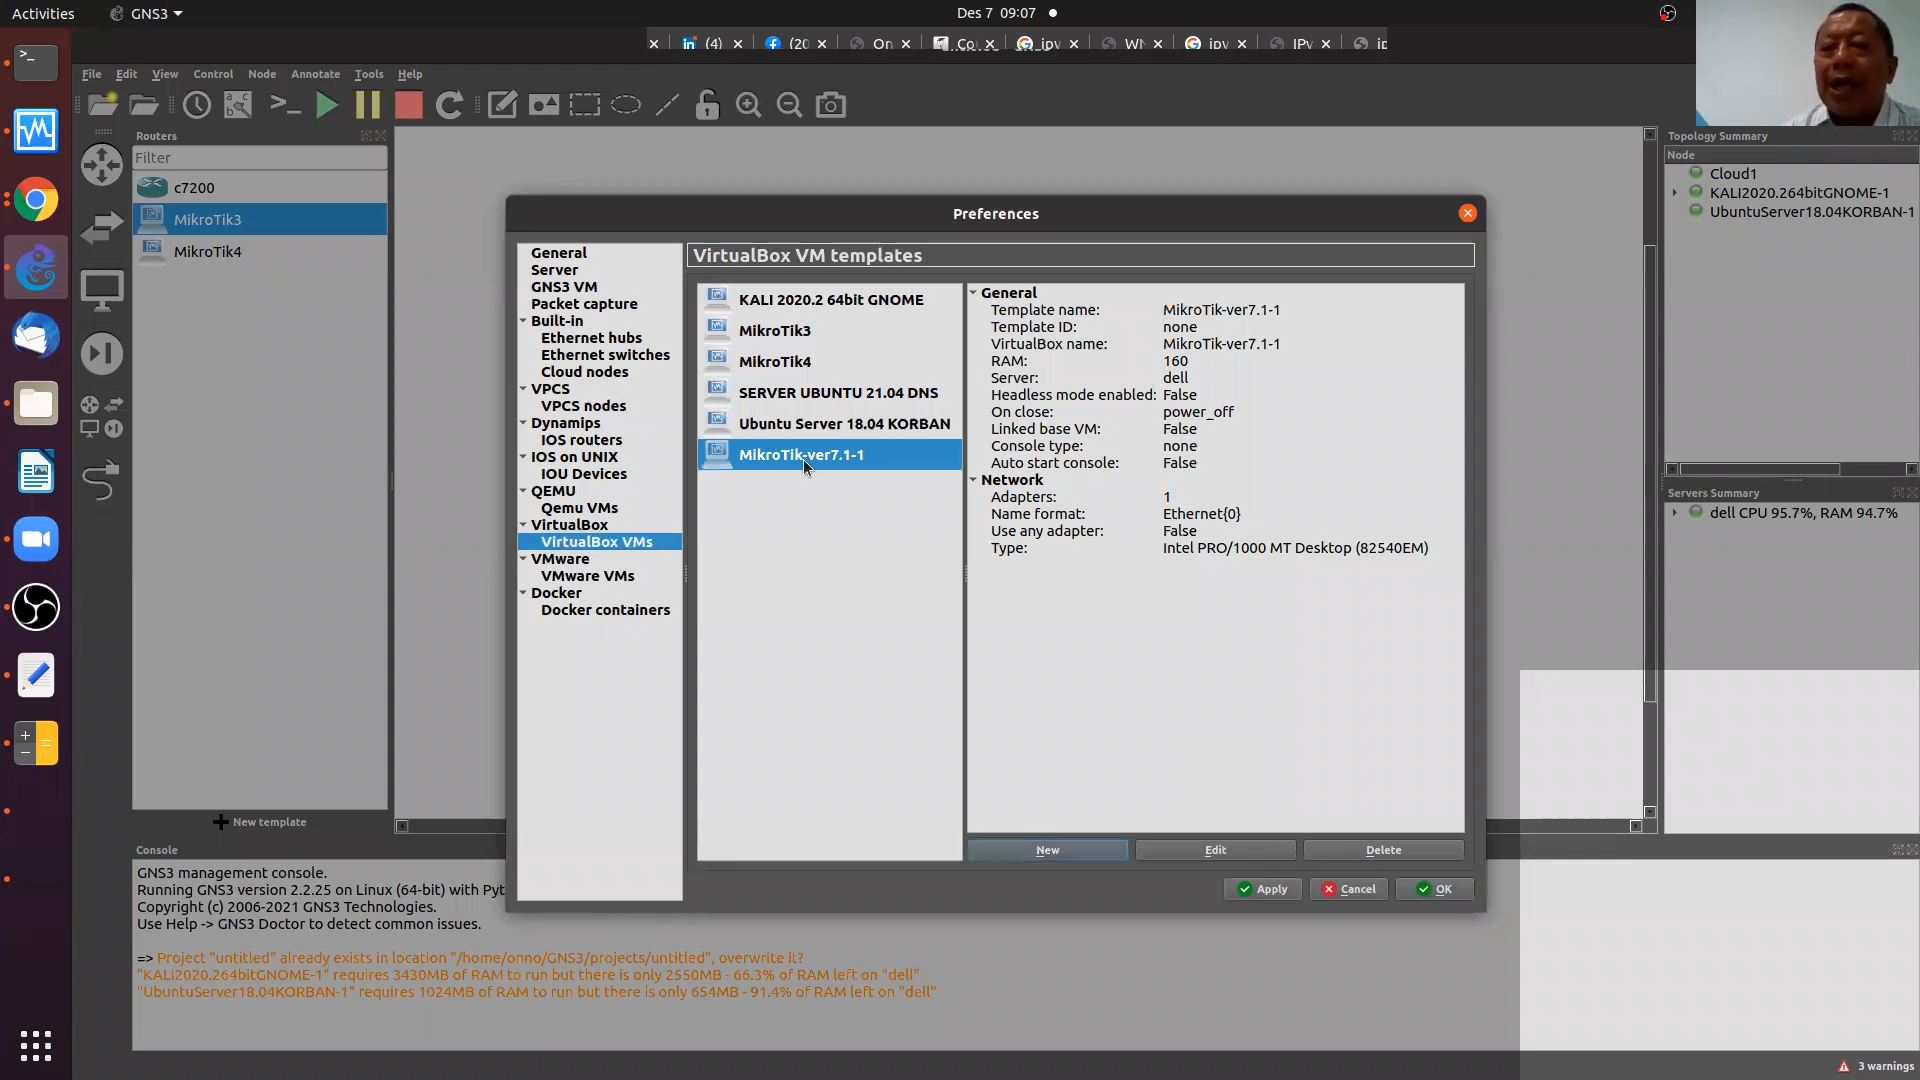 Activities
GNS3
Des 7 09:07
(4)
(20
On
Co
ipv
WN
ipv
IPv
ip
File
Edit
View
Control
Node
Annotate
Tools
Help
Routers
Filter
c7200
MikroTik3
MikroTik4
New template
Preferences
General
Server
GNS3 VM
Packet capture
Built-in
Ethernet hubs
Ethernet switches
Cloud nodes
VPCS
VPCS nodes
Dynamips
IOS routers
IOS on UNIX
IOU Devices
QEMU
Qemu VMs
VirtualBox
VirtualBox VMs
VMware
VMware VMs
Docker
Docker containers
VirtualBox VM templates
KALI 2020.2 64bit GNOME
MikroTik3
MikroTik4
SERVER UBUNTU 21.04 DNS
Ubuntu Server 18.04 KORBAN
MikroTik-ver7.1-1
General
Template name: MikroTik-ver7.1-1
Template ID: none
VirtualBox name: MikroTik-ver7.1-1
RAM: 160
Server: dell
Headless mode enabled: False
On close: power_off
Linked base VM: False
Console type: none
Auto start console: False
Network
Adapters: 1
Name format: Ethernet{0}
Use any adapter: False
Type: Intel PRO/1000 MT Desktop (82540EM)
New
Edit
Delete
Apply
Cancel
OK
Topology Summary
Node
Cloud1
KALI2020.264bitGNOME-1
UbuntuServer18.04KORBAN-1
Servers Summary
dell CPU 95.7%, RAM 94.7%
Console
GNS3 management console.
Running GNS3 version 2.2.25 on Linux (64-bit) with Pyt
Copyright (c) 2006-2021 GNS3 Technologies.
Use Help -> GNS3 Doctor to detect common issues.
=> Project "untitled" already exists in location "/home/onno/GNS3/projects/untitled", overwrite it?
"KALI2020.264bitGNOME-1" requires 3430MB of RAM to run but there is only 2550MB - 66.3% of RAM left on "dell"
"UbuntuServer18.04KORBAN-1" requires 1024MB of RAM to run but there is only 654MB - 91.4% of RAM left on "dell"
3 warnings